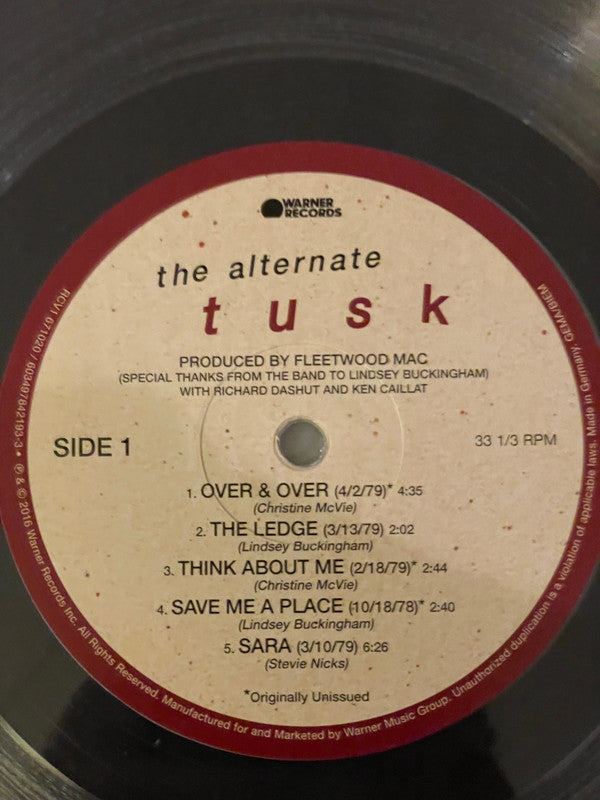 WARNER
RECORDS
the alternate
tusk
PRODUCED BY FLEETWOOD MAC
(SPECIAL THANKS FROM THE BAND TO LINDSEY BUCKINGHAM)
WITH RICHARD DASHUT AND KEN CAILLAT
SIDE 1
33 1/3 RPM
1. OVER & OVER (4/2/79)* 4:35
(Christine McVie)
2. THE LEDGE (3/13/79) 2:02
(Lindsey Buckingham)
3. THINK ABOUT ME (2/18/79)* 2:44
(Christine McVie)
4. SAVE ME A PLACE (10/18/78)* 2:40
(Lindsey Buckingham)
5. SARA (3/10/79) 6:26
(Stevie Nicks)
*Originally Unissued
RCV1 671020 / 603497842193-3 • ℗ & © 2016 Warner Records Inc. All Rights Reserved. Manufactured for and Marketed by Warner Music Group. Unauthorized duplication is a violation of applicable laws. Made in Germany. GEMA/BIEM